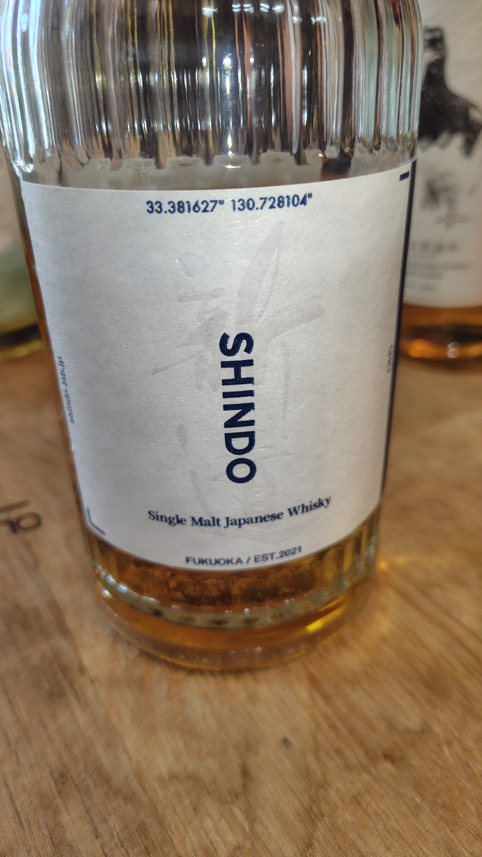 33.381627" 130.728104"
SHINDO
Single Malt Japanese Whisky
FUKUOKA / EST.2021